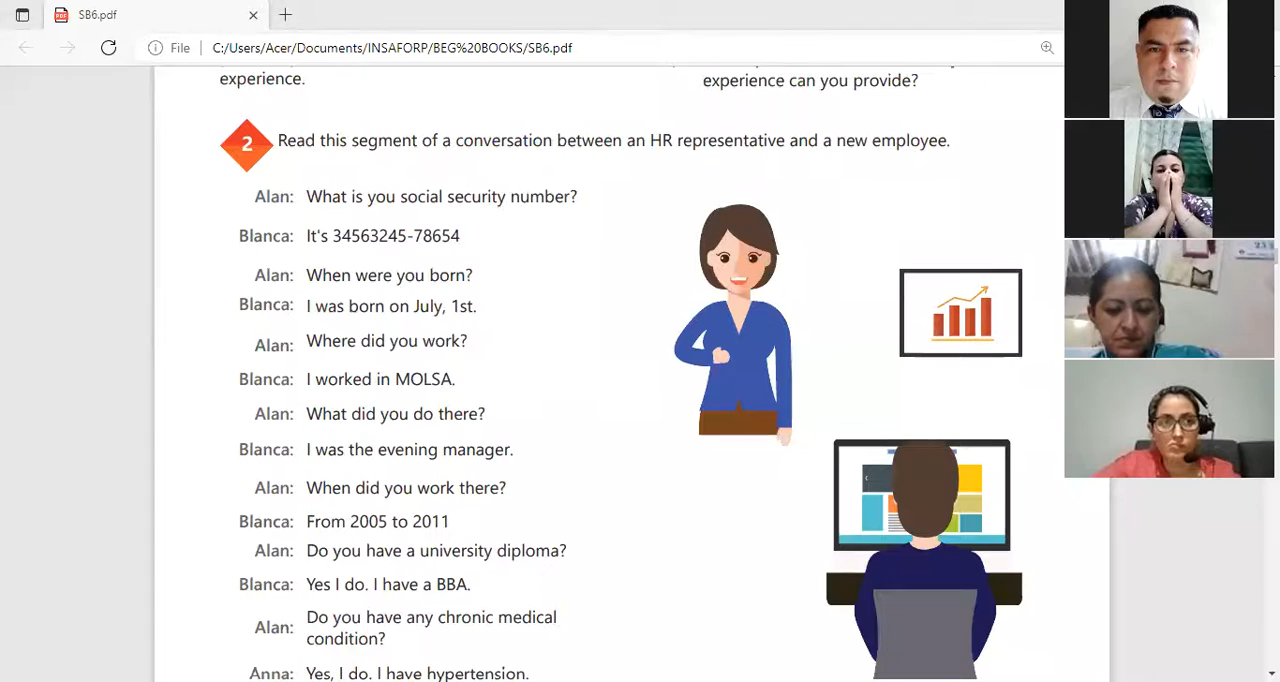 SB6.pdf
File
C:/Users/Acer/Documents/INSAFORP/BEG%20BOOKS/SB6.pdf
experience.
experience can you provide?
2
Read this segment of a conversation between an HR representative and a new employee.
Alan: What is you social security number?
Blanca: It's 34563245-78654
Alan: When were you born?
Blanca: I was born on July, 1st.
Alan: Where did you work?
Blanca: I worked in MOLSA.
Alan: What did you do there?
Blanca: I was the evening manager.
Alan: When did you work there?
Blanca: From 2005 to 2011
Alan: Do you have a university diploma?
Blanca: Yes I do. I have a BBA.
Alan: Do you have any chronic medical
condition?
Anna: Yes, I do. I have hypertension.